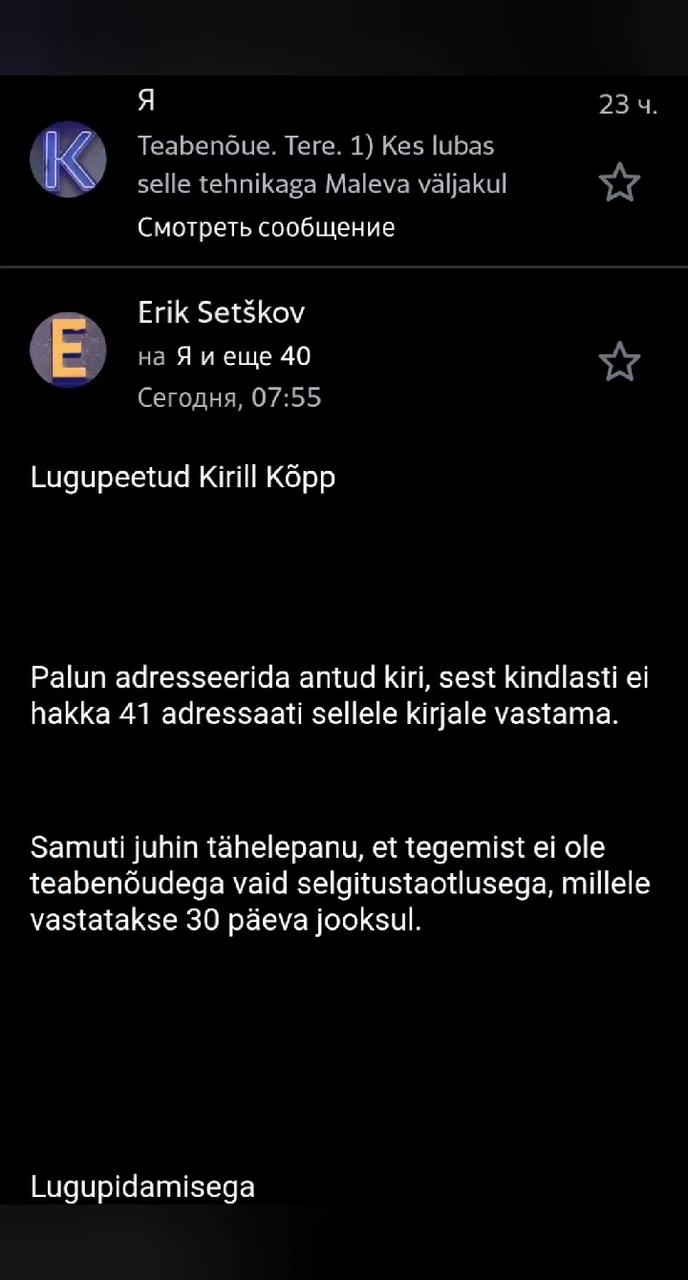 Я
23 ч.
K
Teabenõue. Tere. 1) Kes lubas
selle tehnikaga Maleva väljakul
Смотреть сообщение
Erik Setškov
E
на Я и еще 40
Сегодня, 07:55
Lugupeetud Kirill Kõpp
Palun adresseerida antud kiri, sest kindlasti ei
hakka 41 adressaati sellele kirjale vastama.
Samuti juhin tähelepanu, et tegemist ei ole
teabenõudega vaid selgitustaotlusega, millele
vastatakse 30 päeva jooksul.
Lugupidamisega